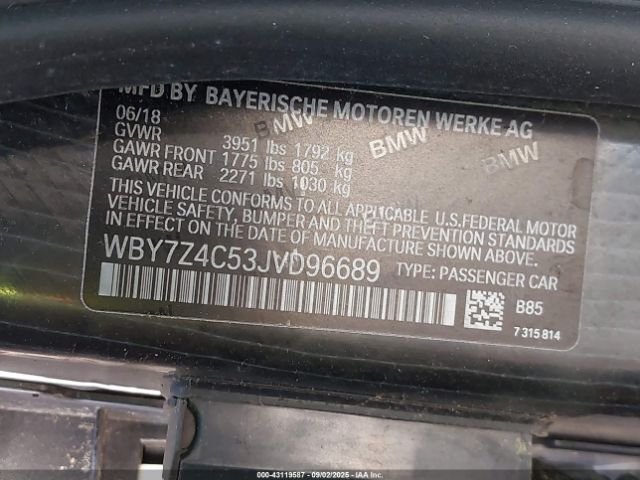 MFD BY BAYERISCHE MOTOREN WERKE AG
06/18
GVWR 3951 lbs 1792 kg
GAWR FRONT 1775 lbs 805 kg
GAWR REAR 2271 lbs 1030 kg
BMW BMW BMW
THIS VEHICLE CONFORMS TO ALL APPLICABLE U.S.FEDERAL MOTOR
VEHICLE SAFETY, BUMPER AND THEFT PREVENTION STANDARDS
IN EFFECT ON THE DATE OF MANUFACTURE SHOWN ABOVE.
WBY7Z4C53JVD96689 TYPE: PASSENGER CAR
B85
7 315 814
000-43119587 09/02/2025